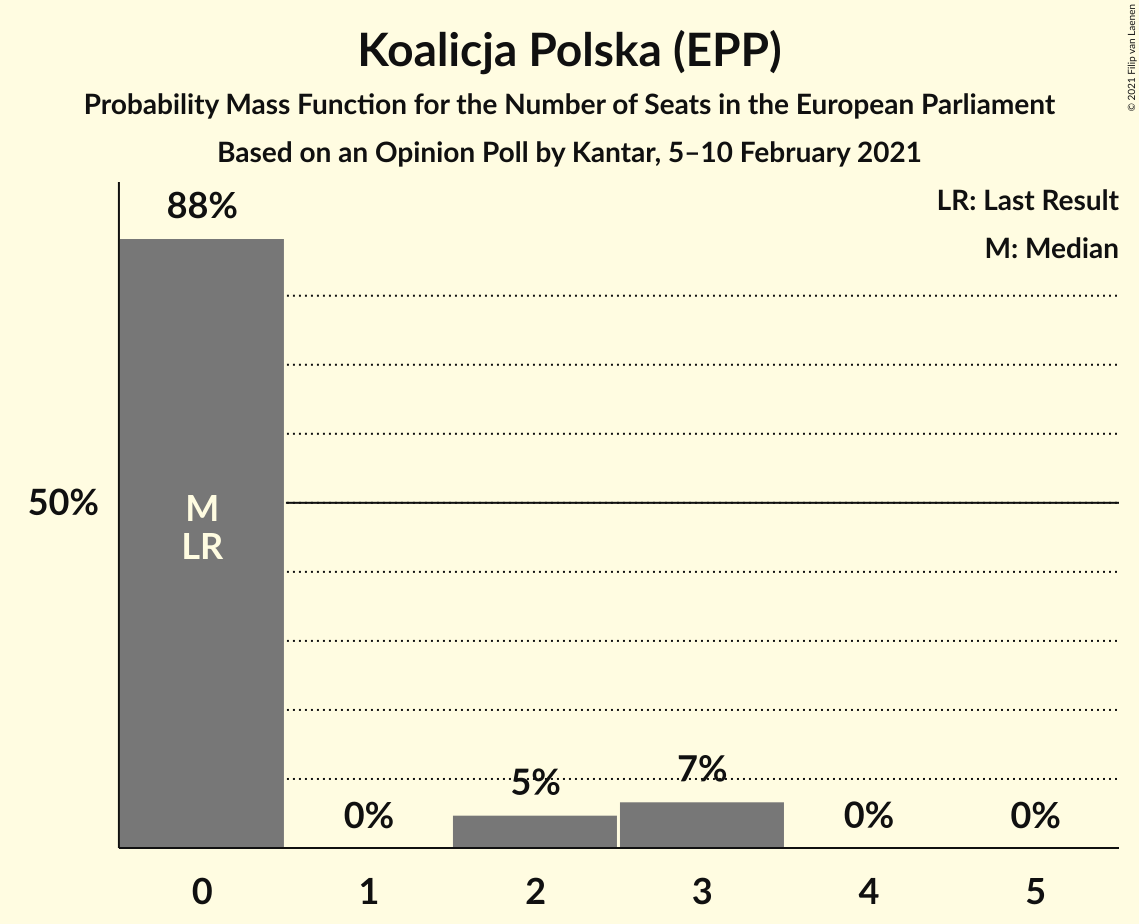 Koalicja Polska (EPP)
Probability Mass Function for the Number of Seats in the European Parliament
Based on an Opinion Poll by Kantar, 5–10 February 2021
© 2021 Filip van Laenen
LR: Last Result
M: Median
88%
50%
M
LR
0%
5%
7%
0%
0%
0 1 2 3 4 5